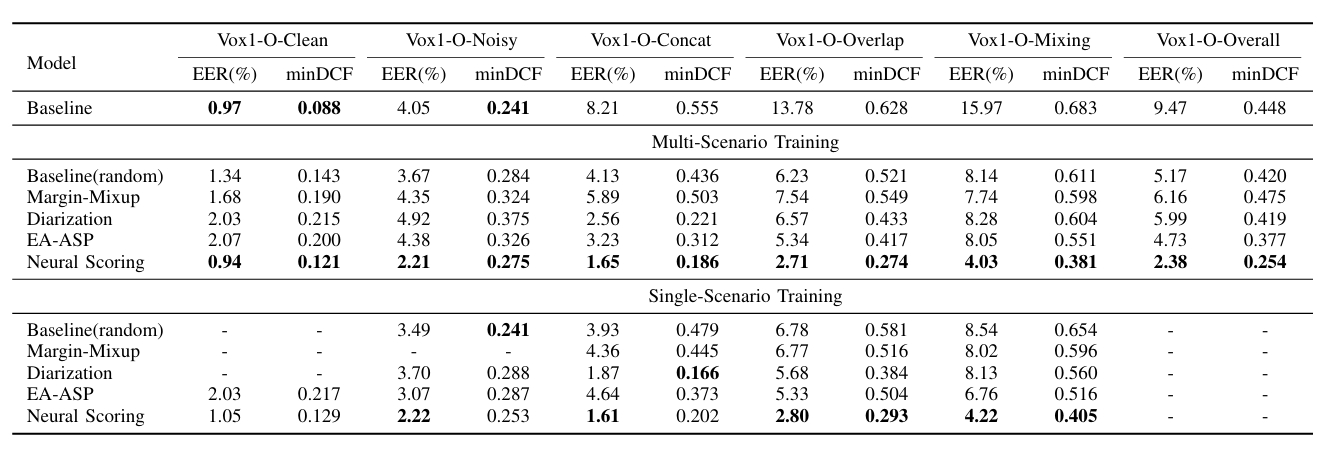 Model Vox1-O-Clean Vox1-O-Noisy Vox1-O-Concat Vox1-O-Overlap Vox1-O-Mixing Vox1-O-Overall
EER(%) minDCF EER(%) minDCF EER(%) minDCF EER(%) minDCF EER(%) minDCF EER(%) minDCF
Baseline 0.97 0.088 4.05 0.241 8.21 0.555 13.78 0.628 15.97 0.683 9.47 0.448
Multi-Scenario Training
Baseline(random) 1.34 0.143 3.67 0.284 4.13 0.436 6.23 0.521 8.14 0.611 5.17 0.420
Margin-Mixup 1.68 0.190 4.35 0.324 5.89 0.503 7.54 0.549 7.74 0.598 6.16 0.475
Diarization 2.03 0.215 4.92 0.375 2.56 0.221 6.57 0.433 8.28 0.604 5.99 0.419
EA-ASP 2.07 0.200 4.38 0.326 3.23 0.312 5.34 0.417 8.05 0.551 4.73 0.377
Neural Scoring 0.94 0.121 2.21 0.275 1.65 0.186 2.71 0.274 4.03 0.381 2.38 0.254
Single-Scenario Training
Baseline(random) - - 3.49 0.241 3.93 0.479 6.78 0.581 8.54 0.654 - -
Margin-Mixup - - - - 4.36 0.445 6.77 0.516 8.02 0.596 - -
Diarization - - 3.70 0.288 1.87 0.166 5.68 0.384 8.13 0.560 - -
EA-ASP 2.03 0.217 3.07 0.287 4.64 0.373 5.33 0.504 6.76 0.516 - -
Neural Scoring 1.05 0.129 2.22 0.253 1.61 0.202 2.80 0.293 4.22 0.405 - -